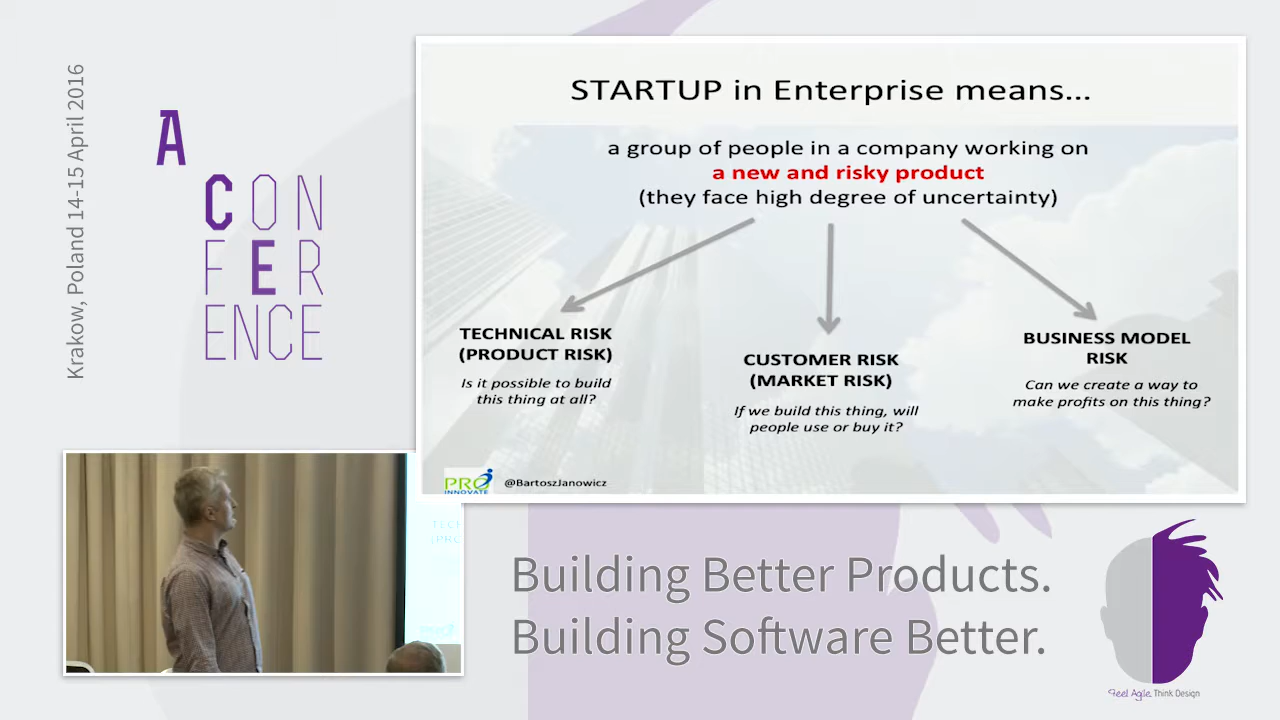 Krakow, Poland 14-15 April 2016
A
CON
FER
ENCE
STARTUP in Enterprise means...
a group of people in a company working on
a new and risky product
(they face high degree of uncertainty)
TECHNICAL RISK
(PRODUCT RISK)
Is it possible to build
this thing at all?
CUSTOMER RISK
(MARKET RISK)
If we build this thing, will
people use or buy it?
BUSINESS MODEL
RISK
Can we create a way to
make profits on this thing?
PRO
INNOVATE
@BartoszJanowicz
TECH
(PRO
Building Better Products.
Building Software Better.
Feel Agile. Think Design